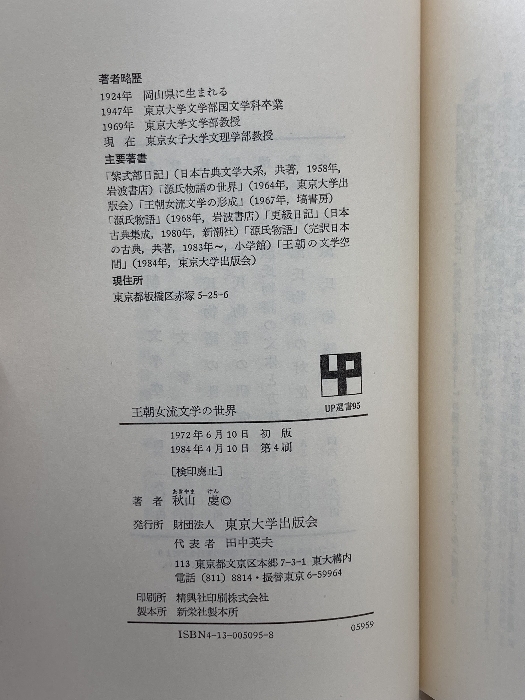 著者略歴
1924年 岡山県に生まれる
1947年 東京大学文学部国文学科卒業
1969年 東京大学文学部教授
現 在 東京女子大学文理学部教授
主要著書
「紫式部日記」(日本古典文学大系, 共著, 1958年,
岩波書店)「源氏物語の世界」(1964年, 東京大学出
版会)「王朝女流文学の形成」(1967年, 塙書房)
「源氏物語」(1968年, 岩波書店)「更級日記」(日本
古典集成, 1980年, 新潮社)「源氏物語」(完訳日本
の古典, 共著, 1983年〜, 小学館)「王朝の文学空
間」(1984年, 東京大学出版会)
現住所
東京都板橋区赤塚 5-25-6
UP
王朝女流文学の世界 UP選書95
1972年6月10日 初 版
1984年4月10日 第4刷
[検印廃止]
あきやま けん
著 者 秋山 虔©
発行所 財団法人 東京大学出版会
代 表 者 田中英夫
113 東京都文京区本郷 7-3-1 東大構内
電話 (811) 8814・振替東京 6-59964
印刷所 精興社印刷株式会社
製本所 新栄社製本所
ISBN4-13-005095-8 05959